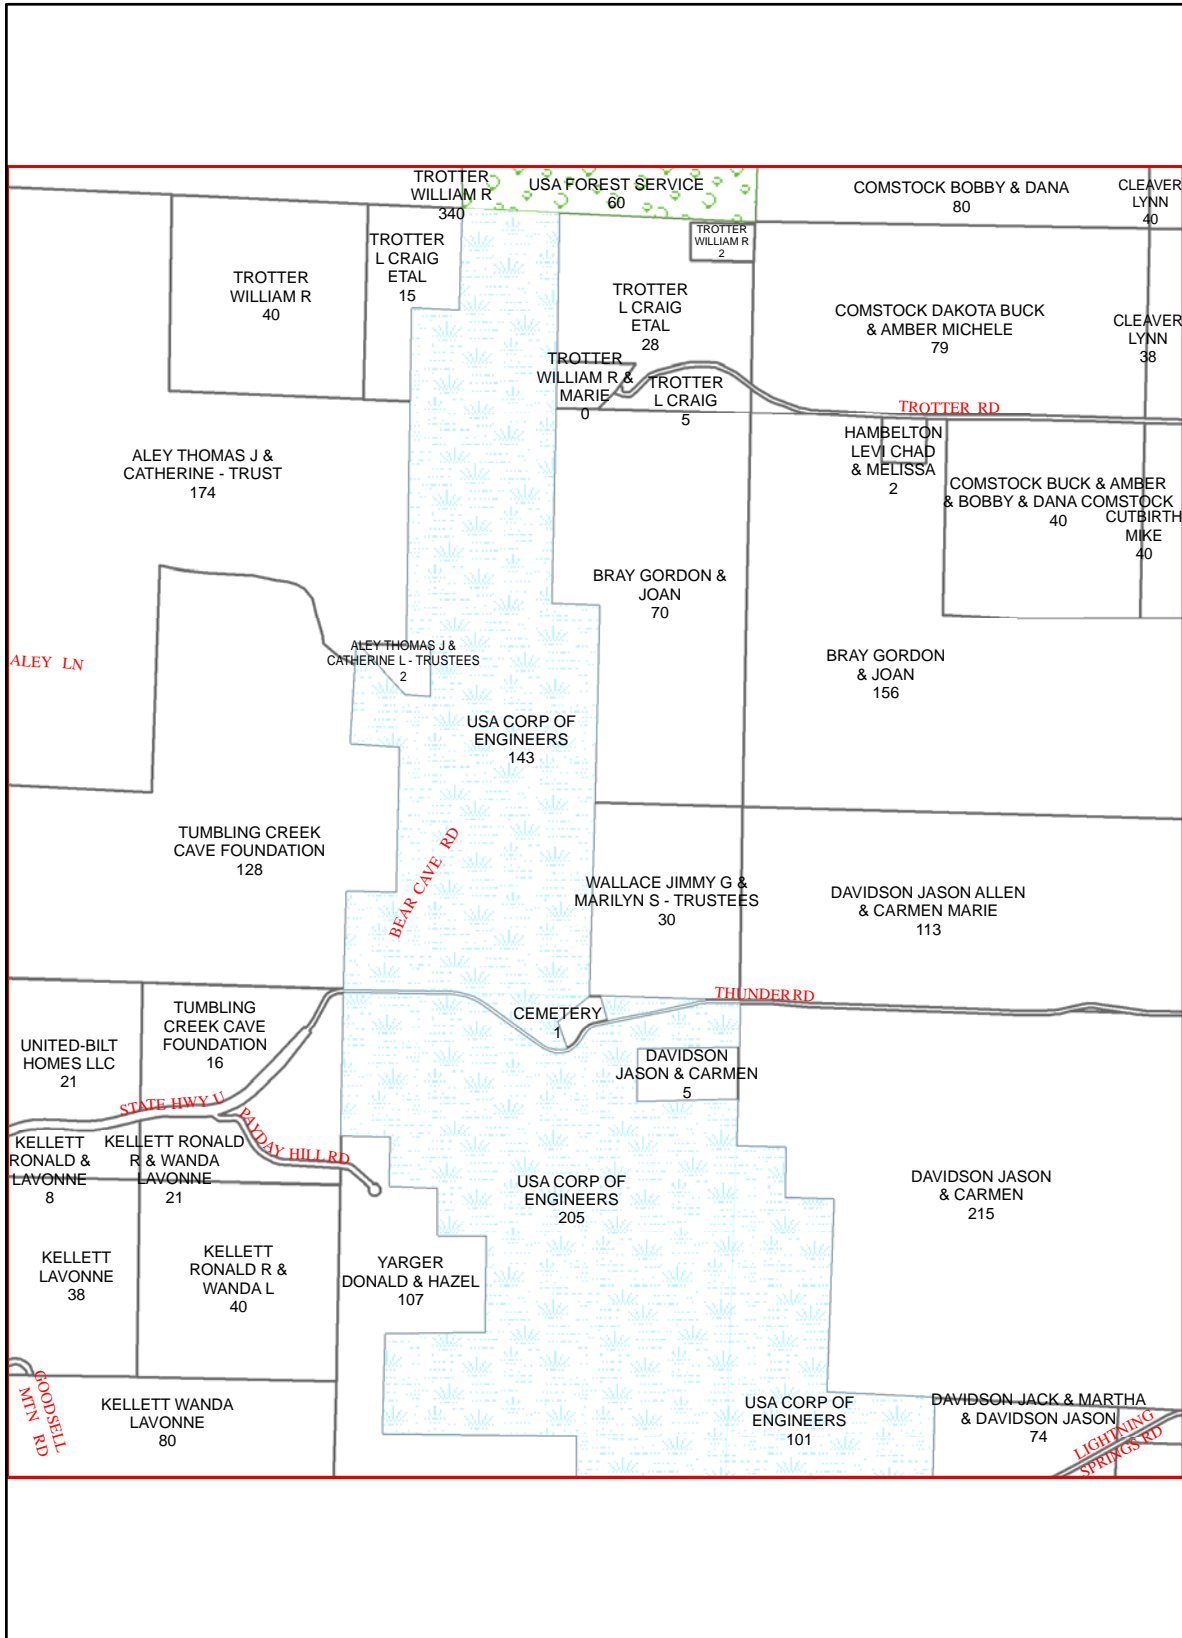 TROTTER
WILLIAM R
340
USA FOREST SERVICE
60
COMSTOCK BOBBY & DANA
80
CLEAVER
LYNN
40
TROTTER
WILLIAM R
40
TROTTER
L CRAIG
ETAL
15
TROTTER
WILLIAM R
2
TROTTER
L CRAIG
ETAL
28
COMSTOCK DAKOTA BUCK
& AMBER MICHELE
79
CLEAVER
LYNN
38
TROTTER
WILLIAM R &
MARIE
0
TROTTER
L CRAIG
5
TROTTER RD
ALEY THOMAS J &
CATHERINE - TRUST
174
HAMBELTON
LEVI CHAD
& MELISSA
2
COMSTOCK BUCK & AMBER
& BOBBY & DANA COMSTOCK
40
CUTBIRTH
MIKE
40
BRAY GORDON &
JOAN
70
ALEY LN
ALEY THOMAS J &
CATHERINE L - TRUSTEES
2
BRAY GORDON
& JOAN
156
USA CORP OF
ENGINEERS
143
TUMBLING CREEK
CAVE FOUNDATION
128
BEAR CAVE RD
WALLACE JIMMY G &
MARILYN S - TRUSTEES
30
DAVIDSON JASON ALLEN
& CARMEN MARIE
113
THUNDER RD
TUMBLING
CREEK CAVE
FOUNDATION
16
CEMETERY
1
UNITED-BILT
HOMES LLC
21
DAVIDSON
JASON & CARMEN
5
STATE HWY U
PAYDAY HILL RD
KELLETT
RONALD &
LAVONNE
8
KELLETT RONALD
R & WANDA
LAVONNE
21
USA CORP OF
ENGINEERS
205
DAVIDSON JASON
& CARMEN
215
KELLETT
LAVONNE
38
KELLETT
RONALD R &
WANDA L
40
YARGER
DONALD & HAZEL
107
GOODSELL
MTN RD
KELLETT WANDA
LAVONNE
80
USA CORP OF
ENGINEERS
101
DAVIDSON JACK & MARTHA
& DAVIDSON JASON
74
LIGHTNING
SPRINGS RD